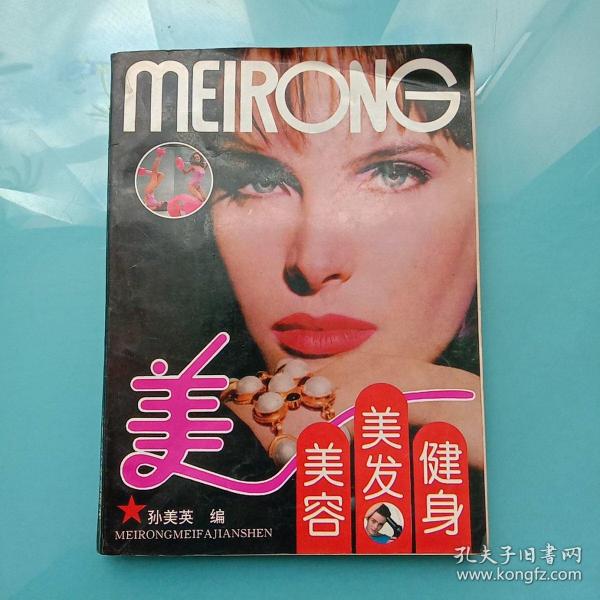 MEIRONG
美
美容
美发
健身
孙美英 编
MEIRONGMEIFAJIANSHEN
孔夫子旧书网
www.kongfz.com